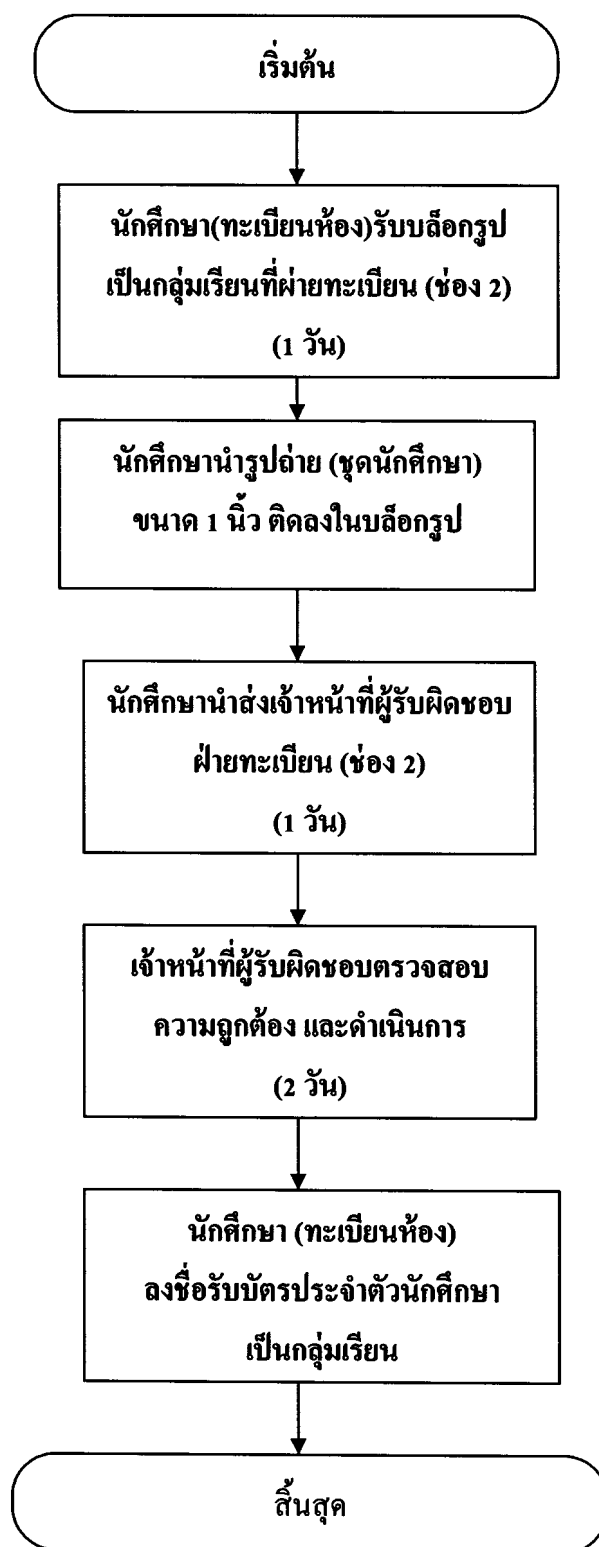 เริ่มต้น
นักศึกษา(ทะเบียนห้อง)รับบล็อกรูป
เป็นกลุ่มเรียนที่ฝ่ายทะเบียน (ช่อง 2)
(1 วัน)
นักศึกษานำรูปถ่าย (ชุดนักศึกษา)
ขนาด 1 นิ้ว ติดลงในบล็อกรูป
นักศึกษานำส่งเจ้าหน้าที่ผู้รับผิดชอบ
ฝ่ายทะเบียน (ช่อง 2)
(1 วัน)
เจ้าหน้าที่ผู้รับผิดชอบตรวจสอบ
ความถูกต้อง และดำเนินการ
(2 วัน)
นักศึกษา (ทะเบียนห้อง)
ลงชื่อรับบัตรประจำตัวนักศึกษา
เป็นกลุ่มเรียน
สิ้นสุด